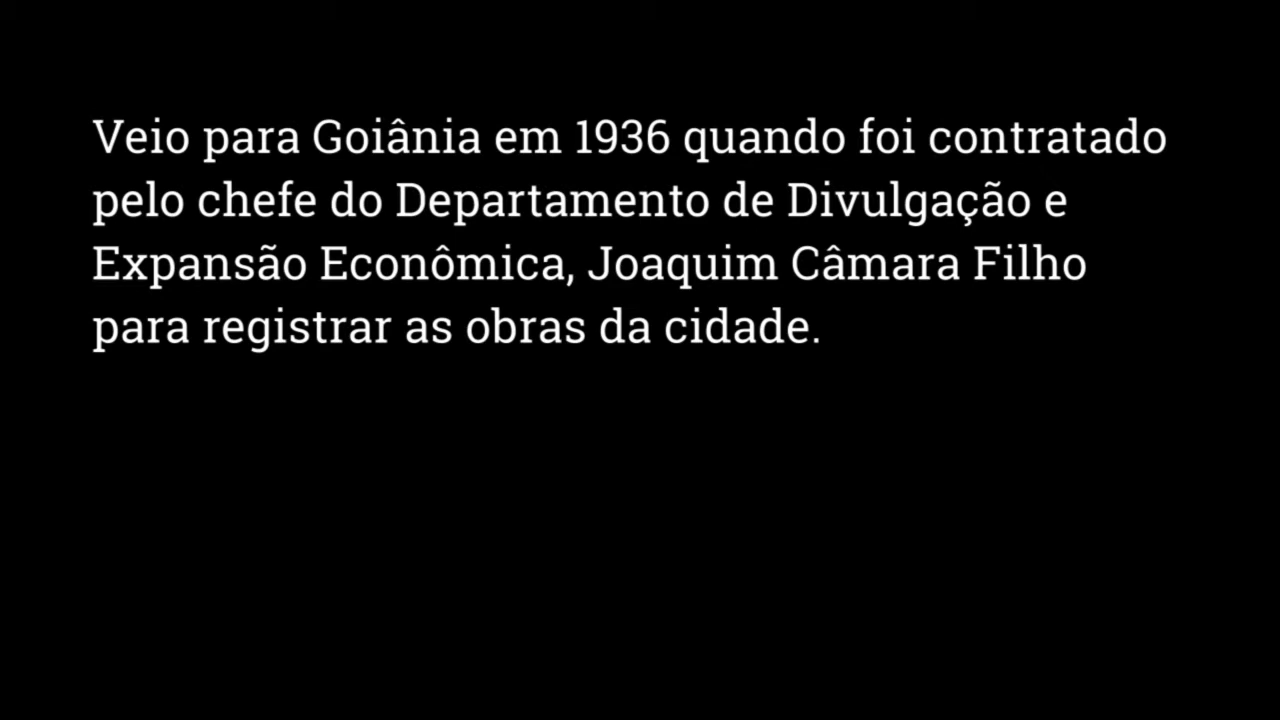 Veio para Goiânia em 1936 quando foi contratado
pelo chefe do Departamento de Divulgação e
Expansão Econômica, Joaquim Câmara Filho
para registrar as obras da cidade.